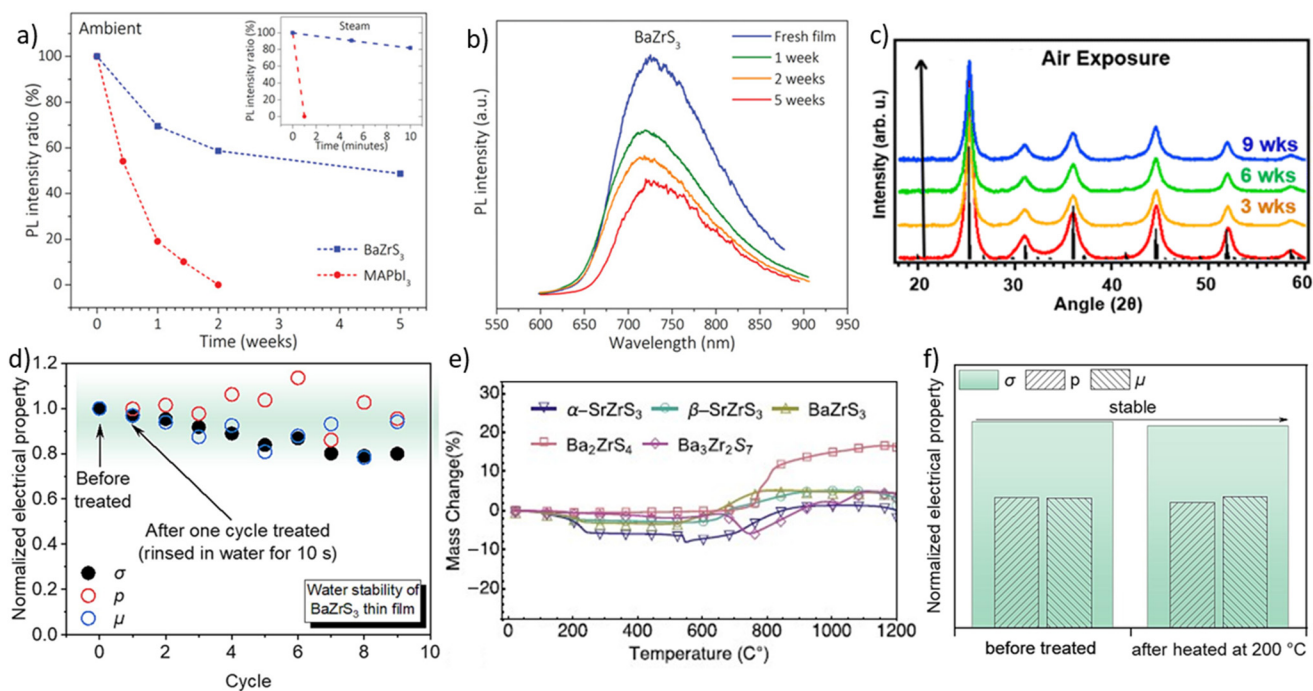 a)
Ambient
PL intensity ratio (%)
100
80
60
40
20
0
0
1
2
3
4
5
Time (weeks)
BaZrS3
MAPbI3
Steam
PL intensity ratio (%)
100
80
60
40
20
0
0
5
10
Time (minutes)
b)
BaZrS3
Fresh film
1 week
2 weeks
5 weeks
PL intensity (a.u.)
550
600
650
700
750
800
850
900
950
Wavelength (nm)
c)
Air Exposure
Intensity (arb. u.)
9 wks
6 wks
3 wks
20
30
40
50
60
Angle (2θ)
d)
Normalized electrical property
1.2
1.0
0.8
0.6
0.4
0.2
0.0
Before
treated
After one cycle treated
(rinsed in water for 10 s)
σ
p
μ
Water stability of
BaZrS3 thin film
0
2
4
6
8
10
Cycle
e)
Mass Change(%)
30
20
10
0
−10
−20
α−SrZrS3
β−SrZrS3
BaZrS3
Ba2ZrS4
Ba3Zr2S7
0
200
400
600
800
1000
1200
Temperature (C°)
f)
Normalized electrical property
σ
p
μ
stable
before treated
after heated at 200 °C